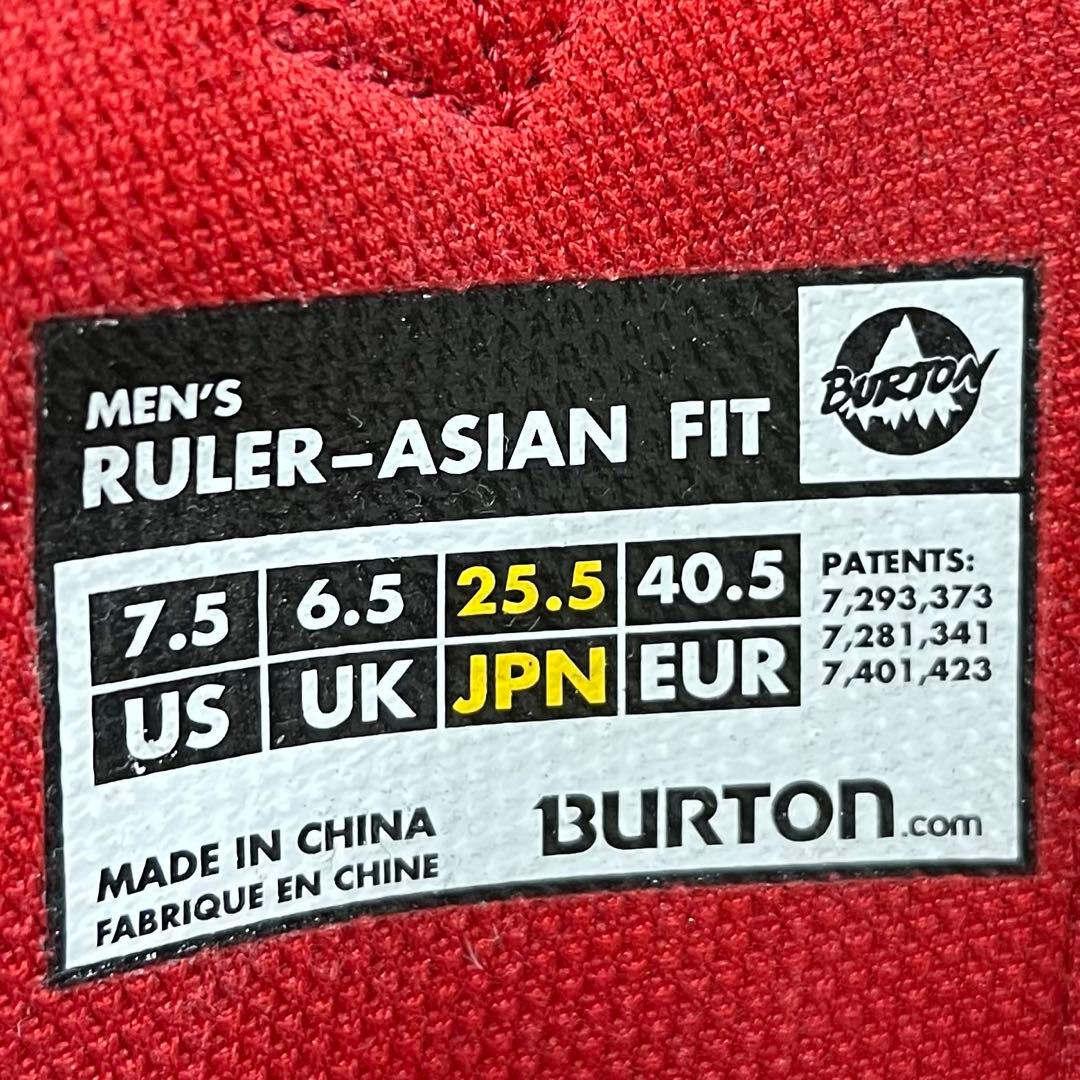 BURTON
MEN'S
RULER-ASIAN FIT
7.5 6.5 25.5 40.5
US UK JPN EUR
PATENTS:
7,293,373
7,281,341
7,401,423
MADE IN CHINA
FABRIQUE EN CHINE
BURTON.com